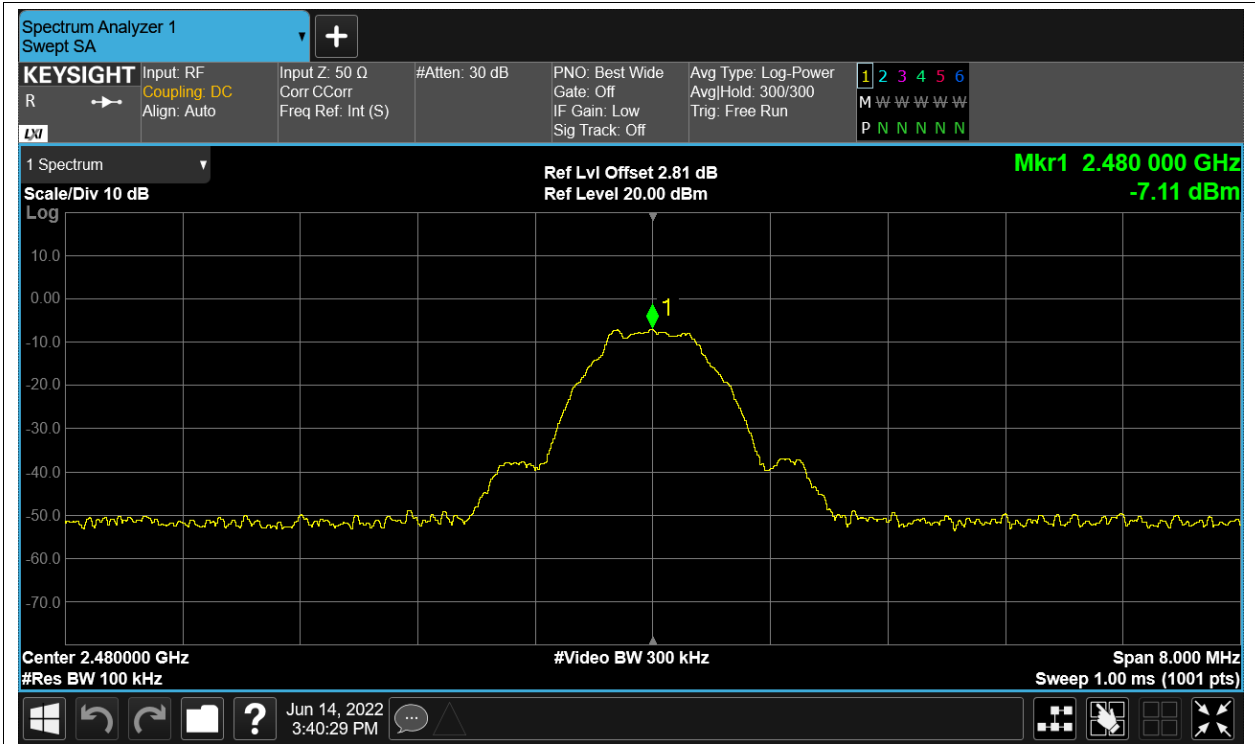 Spectrum Analyzer 1
Swept SA
+
KEYSIGHT
R
LXI
Input: RF
Coupling: DC
Align: Auto
Input Z: 50 Ω
Corr CCorr
Freq Ref: Int (S)
#Atten: 30 dB
PNO: Best Wide
Gate: Off
IF Gain: Low
Sig Track: Off
Avg Type: Log-Power
Avg|Hold: 300/300
Trig: Free Run
1 2 3 4 5 6
M W W W W W
P N N N N N
1 Spectrum
Scale/Div 10 dB
Log
Ref Lvl Offset 2.81 dB
Ref Level 20.00 dBm
Mkr1 2.480 000 GHz
-7.11 dBm
10.0
0.00
1
-10.0
-20.0
-30.0
-40.0
-50.0
-60.0
-70.0
Center 2.480000 GHz
#Video BW 300 kHz
Span 8.000 MHz
#Res BW 100 kHz
Sweep 1.00 ms (1001 pts)
?
Jun 14, 2022
3:40:29 PM